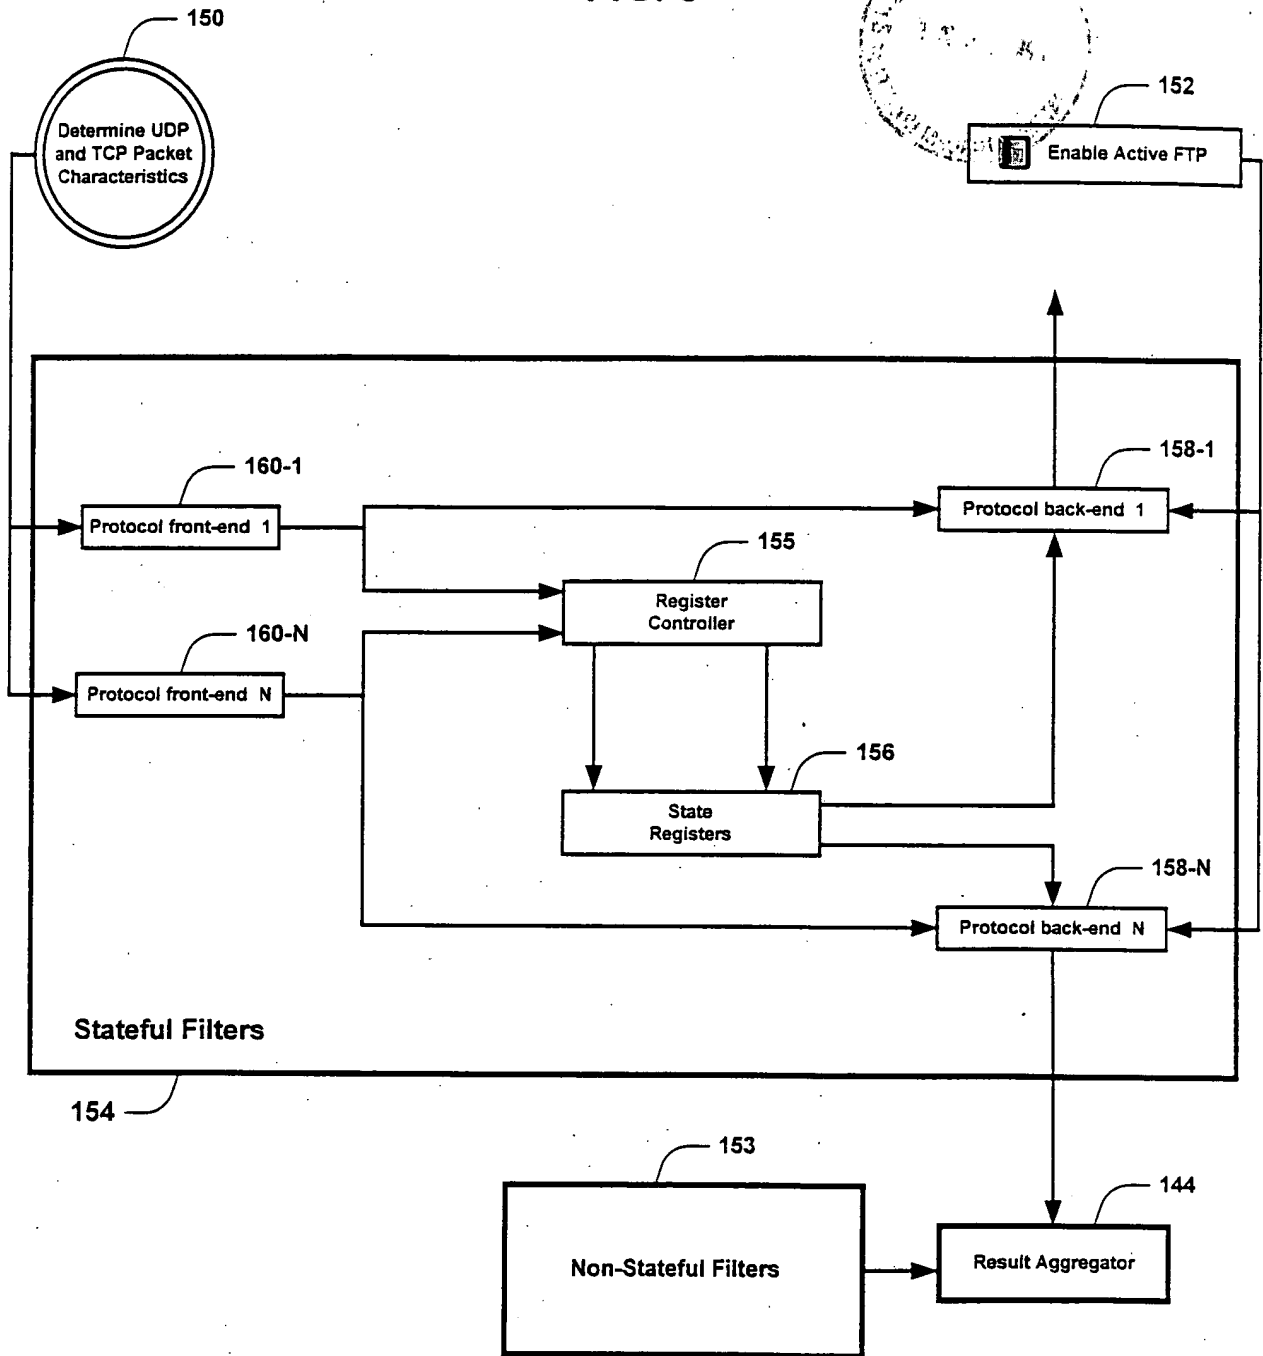 150
Determine UDP
and TCP Packet
Characteristics
152
Enable Active FTP
160-1
Protocol front-end 1
158-1
Protocol back-end 1
155
Register
Controller
160-N
Protocol front-end N
156
State
Registers
158-N
Protocol back-end N
Stateful Filters
154
153
Non-Stateful Filters
144
Result Aggregator